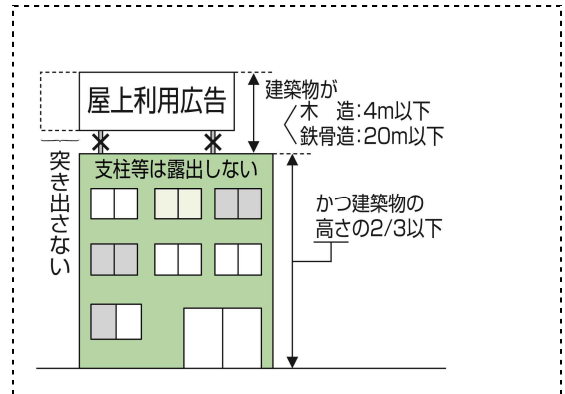 屋上利用広告
建築物が
木　造：4m以下
鉄骨造：20m以下
支柱等は露出しない
突き出さない
かつ建築物の
高さの2/3以下